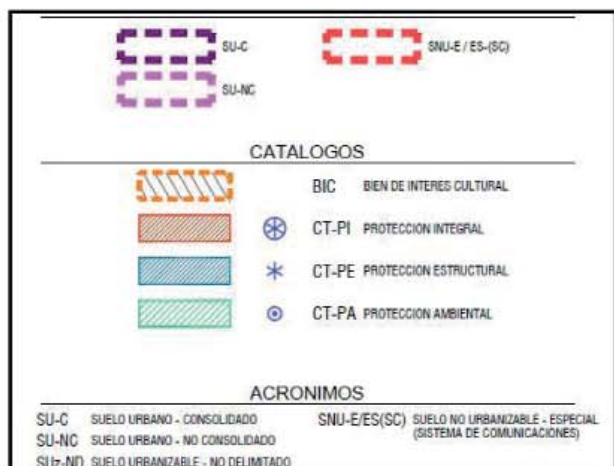 SU-C
SNU-E / ES-(SC)
SU-NC
CATALOGOS
BIC BIEN DE INTERES CULTURAL
CT-PI PROTECCION INTEGRAL
CT-PE PROTECCION ESTRUCTURAL
CT-PA PROTECCION AMBIENTAL
ACRONIMOS
SU-C SUELO URBANO - CONSOLIDADO
SU-NC SUELO URBANO - NO CONSOLIDADO
SUz-ND SUELO URBANIZABLE - NO DELIMITADO
SNU-E/ES(SC) SUELO NO URBANIZABLE - ESPECIAL
(SISTEMA DE COMUNICACIONES)